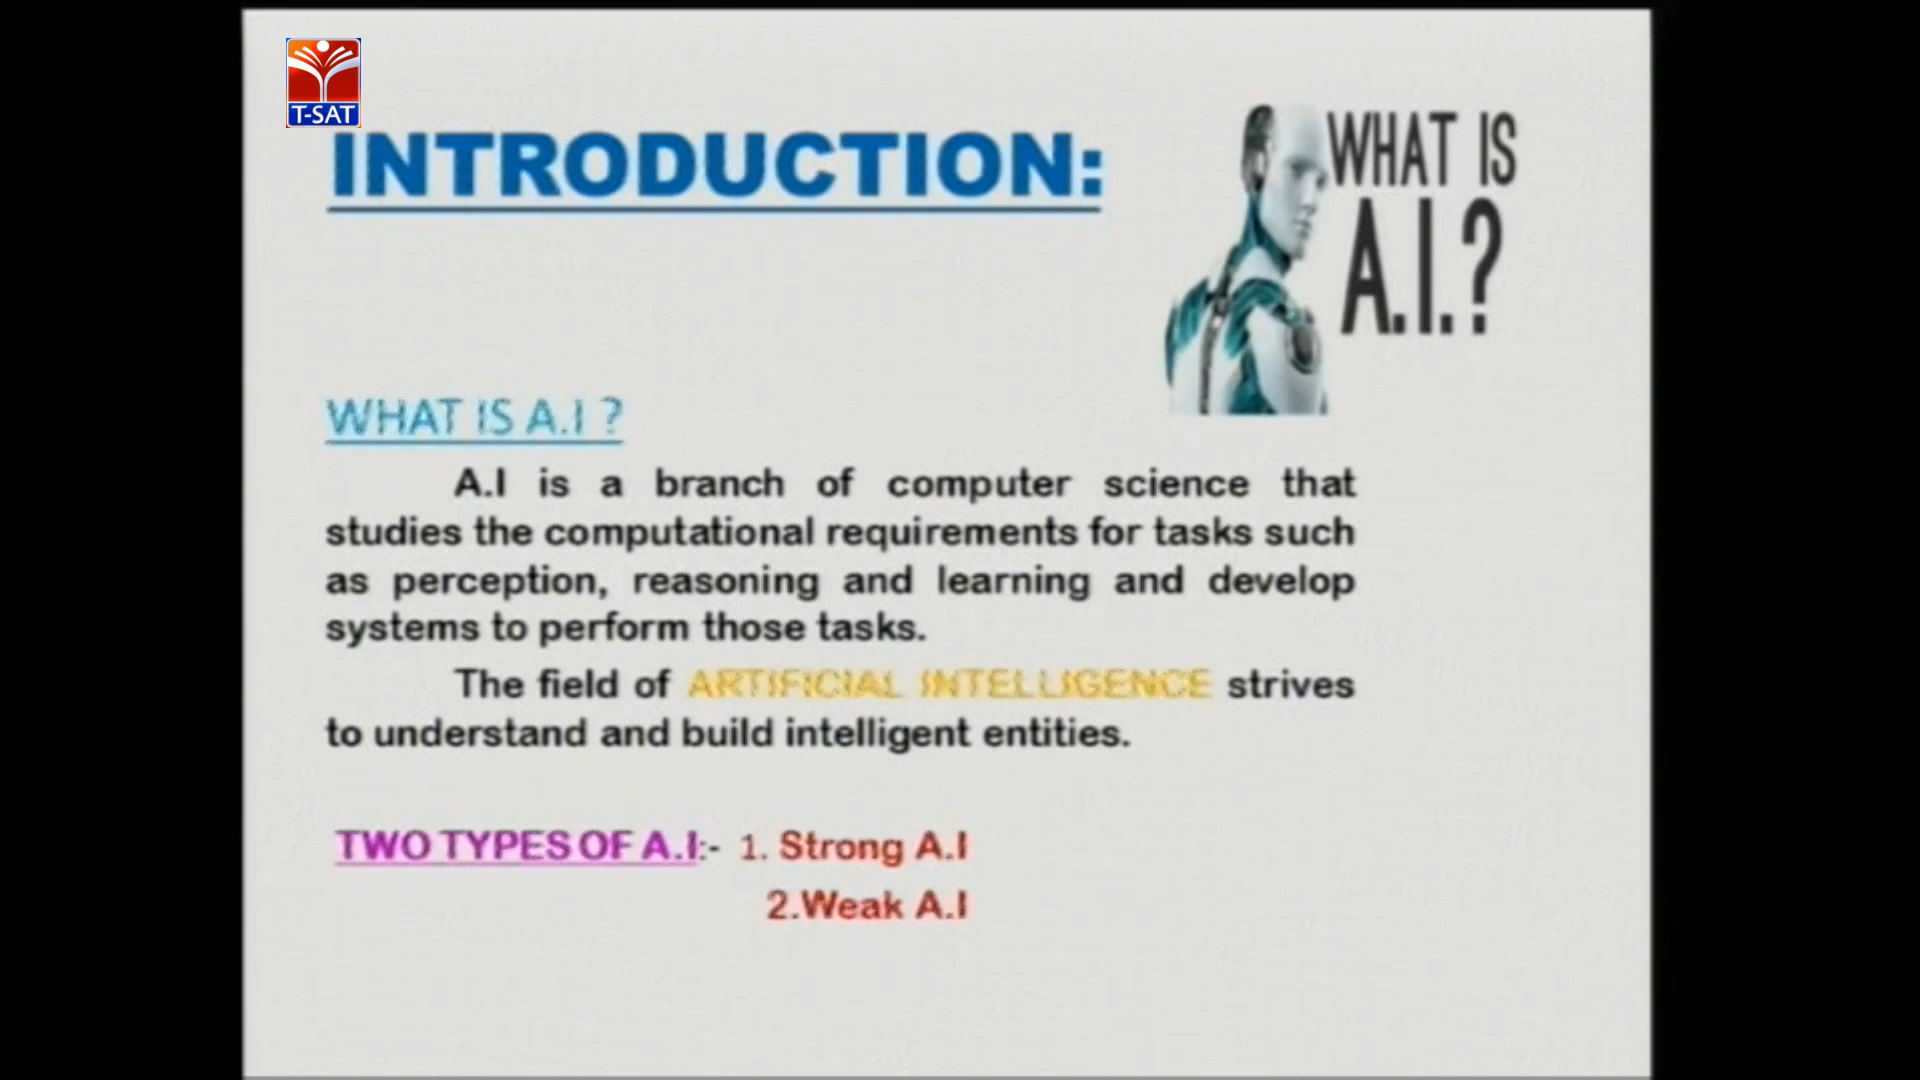 T-SAT
INTRODUCTION:
WHAT IS
A.I.?
WHAT IS A.I ?
A.I is a branch of computer science that
studies the computational requirements for tasks such
as perception, reasoning and learning and develop
systems to perform those tasks.
The field of ARTIFICIAL INTELLIGENCE strives
to understand and build intelligent entities.
TWO TYPES OF A.I:- 1. Strong A.I
2.Weak A.I